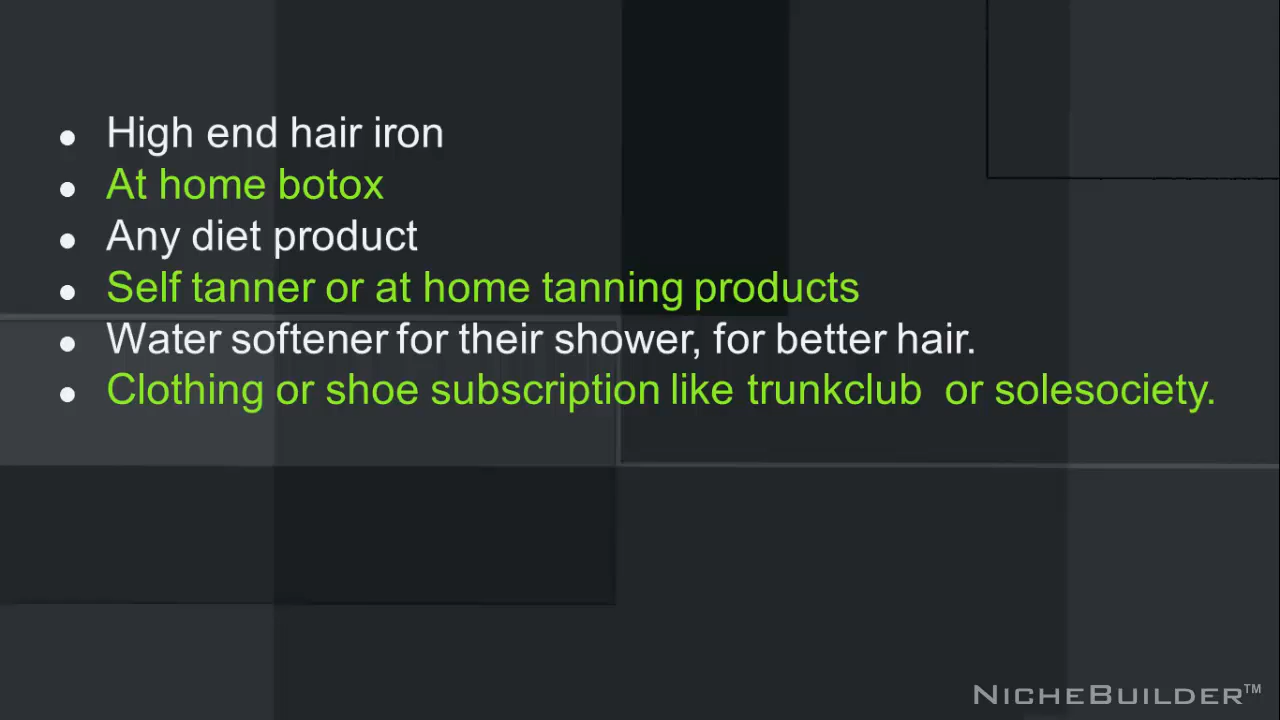 ● High end hair iron
● At home botox
● Any diet product
● Self tanner or at home tanning products
● Water softener for their shower, for better hair.
● Clothing or shoe subscription like trunkclub  or solesociety.
NICHEBUILDER™